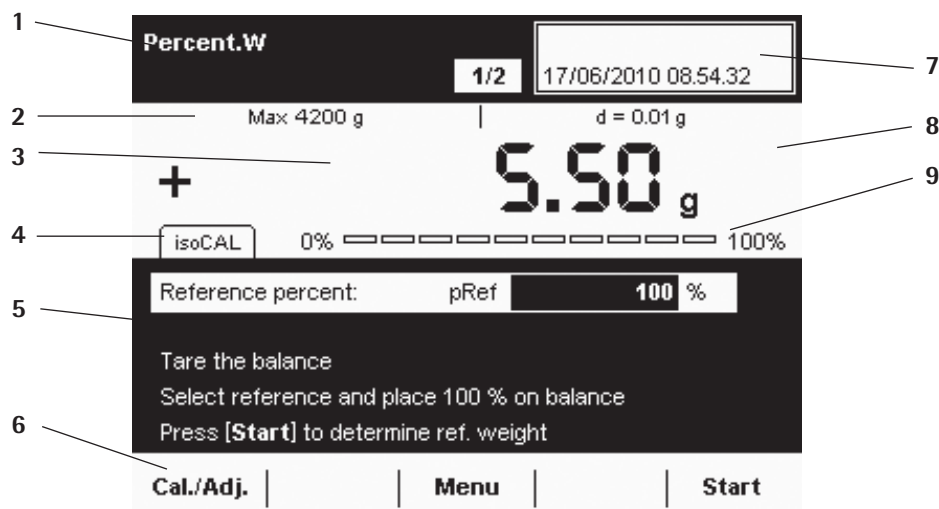 1
Percent.W
1/2
17/06/2010 08.54.32
7
2
Max 4200 g
d = 0.01 g
8
3
+ 5.50 g
9
4
isoCAL
0%
100%
Reference percent: pRef 100 %
5
Tare the balance
Select reference and place 100 % on balance
Press [Start] to determine ref. weight
6
Cal./Adj. Menu Start